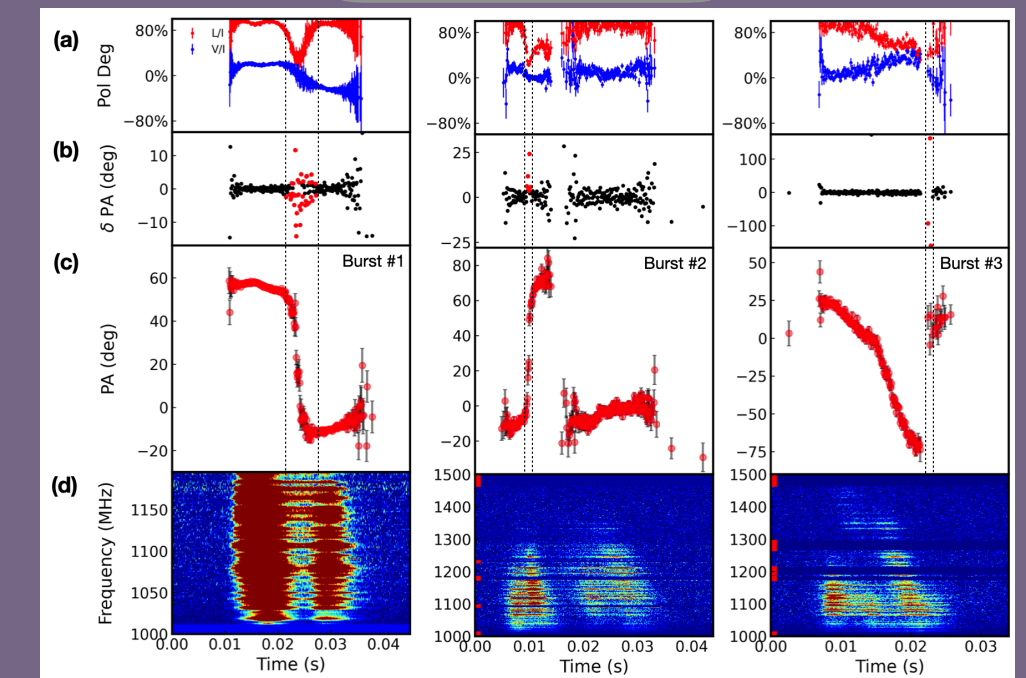 (a)
Pol Deg
80%
0%
−80%
L/I
V/I
80%
0%
−80%
80%
0%
−80%
(b)
δ PA (deg)
10
0
−10
25
0
−25
100
0
−100
(c)
PA (deg)
60
40
20
0
−20
Burst #1
80
60
40
20
0
−20
Burst #2
50
25
0
−25
−50
−75
Burst #3
(d)
Frequency (MHz)
1150
1100
1050
1000
1500
1400
1300
1200
1100
1000
1500
1400
1300
1200
1100
1000
0.00 0.01 0.02 0.03 0.04
Time (s)
0.00 0.01 0.02 0.03 0.04
Time (s)
0.00 0.01 0.02 0.03
Time (s)